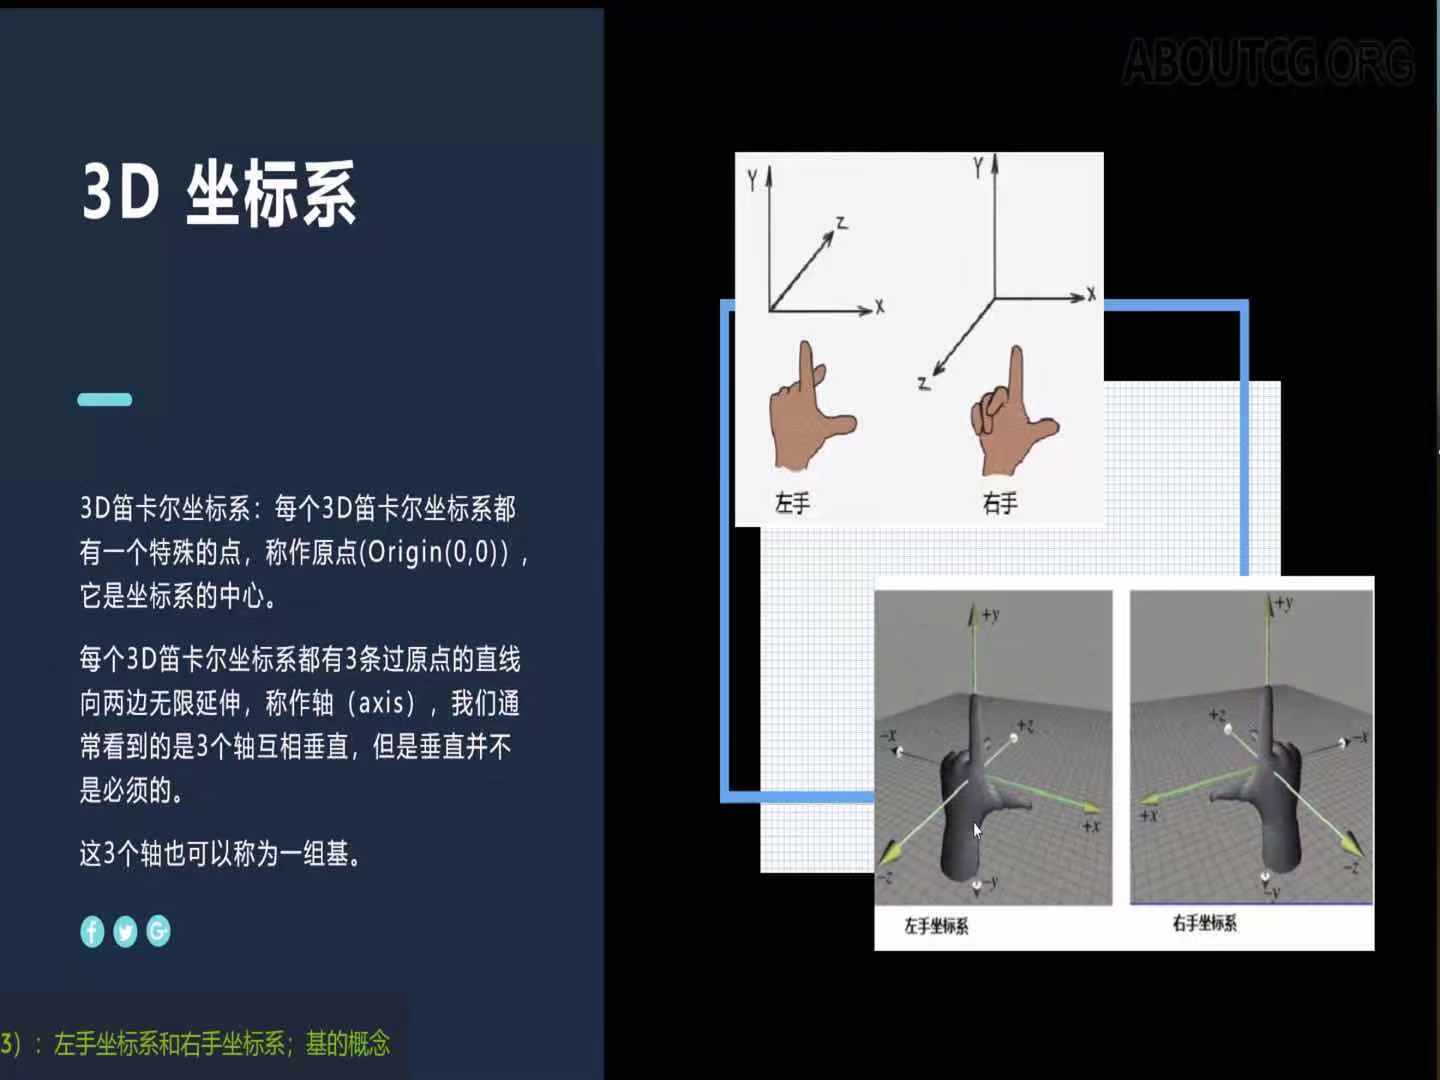 ABOUTCG.ORG
3D 坐标系
3D笛卡尔坐标系：每个3D笛卡尔坐标系都
有一个特殊的点，称作原点(Origin(0,0)），
它是坐标系的中心。
每个3D笛卡尔坐标系都有3条过原点的直线
向两边无限延伸，称作轴（axis），我们通
常看到的是3个轴互相垂直，但是垂直并不
是必须的。
这3个轴也可以称为一组基。
3）：左手坐标系和右手坐标系；基的概念
Y
Z
X
左手
Y
X
Z
右手
+y
+z
-x
+x
-z
-y
左手坐标系
+y
+z
-x
+x
-z
-y
右手坐标系